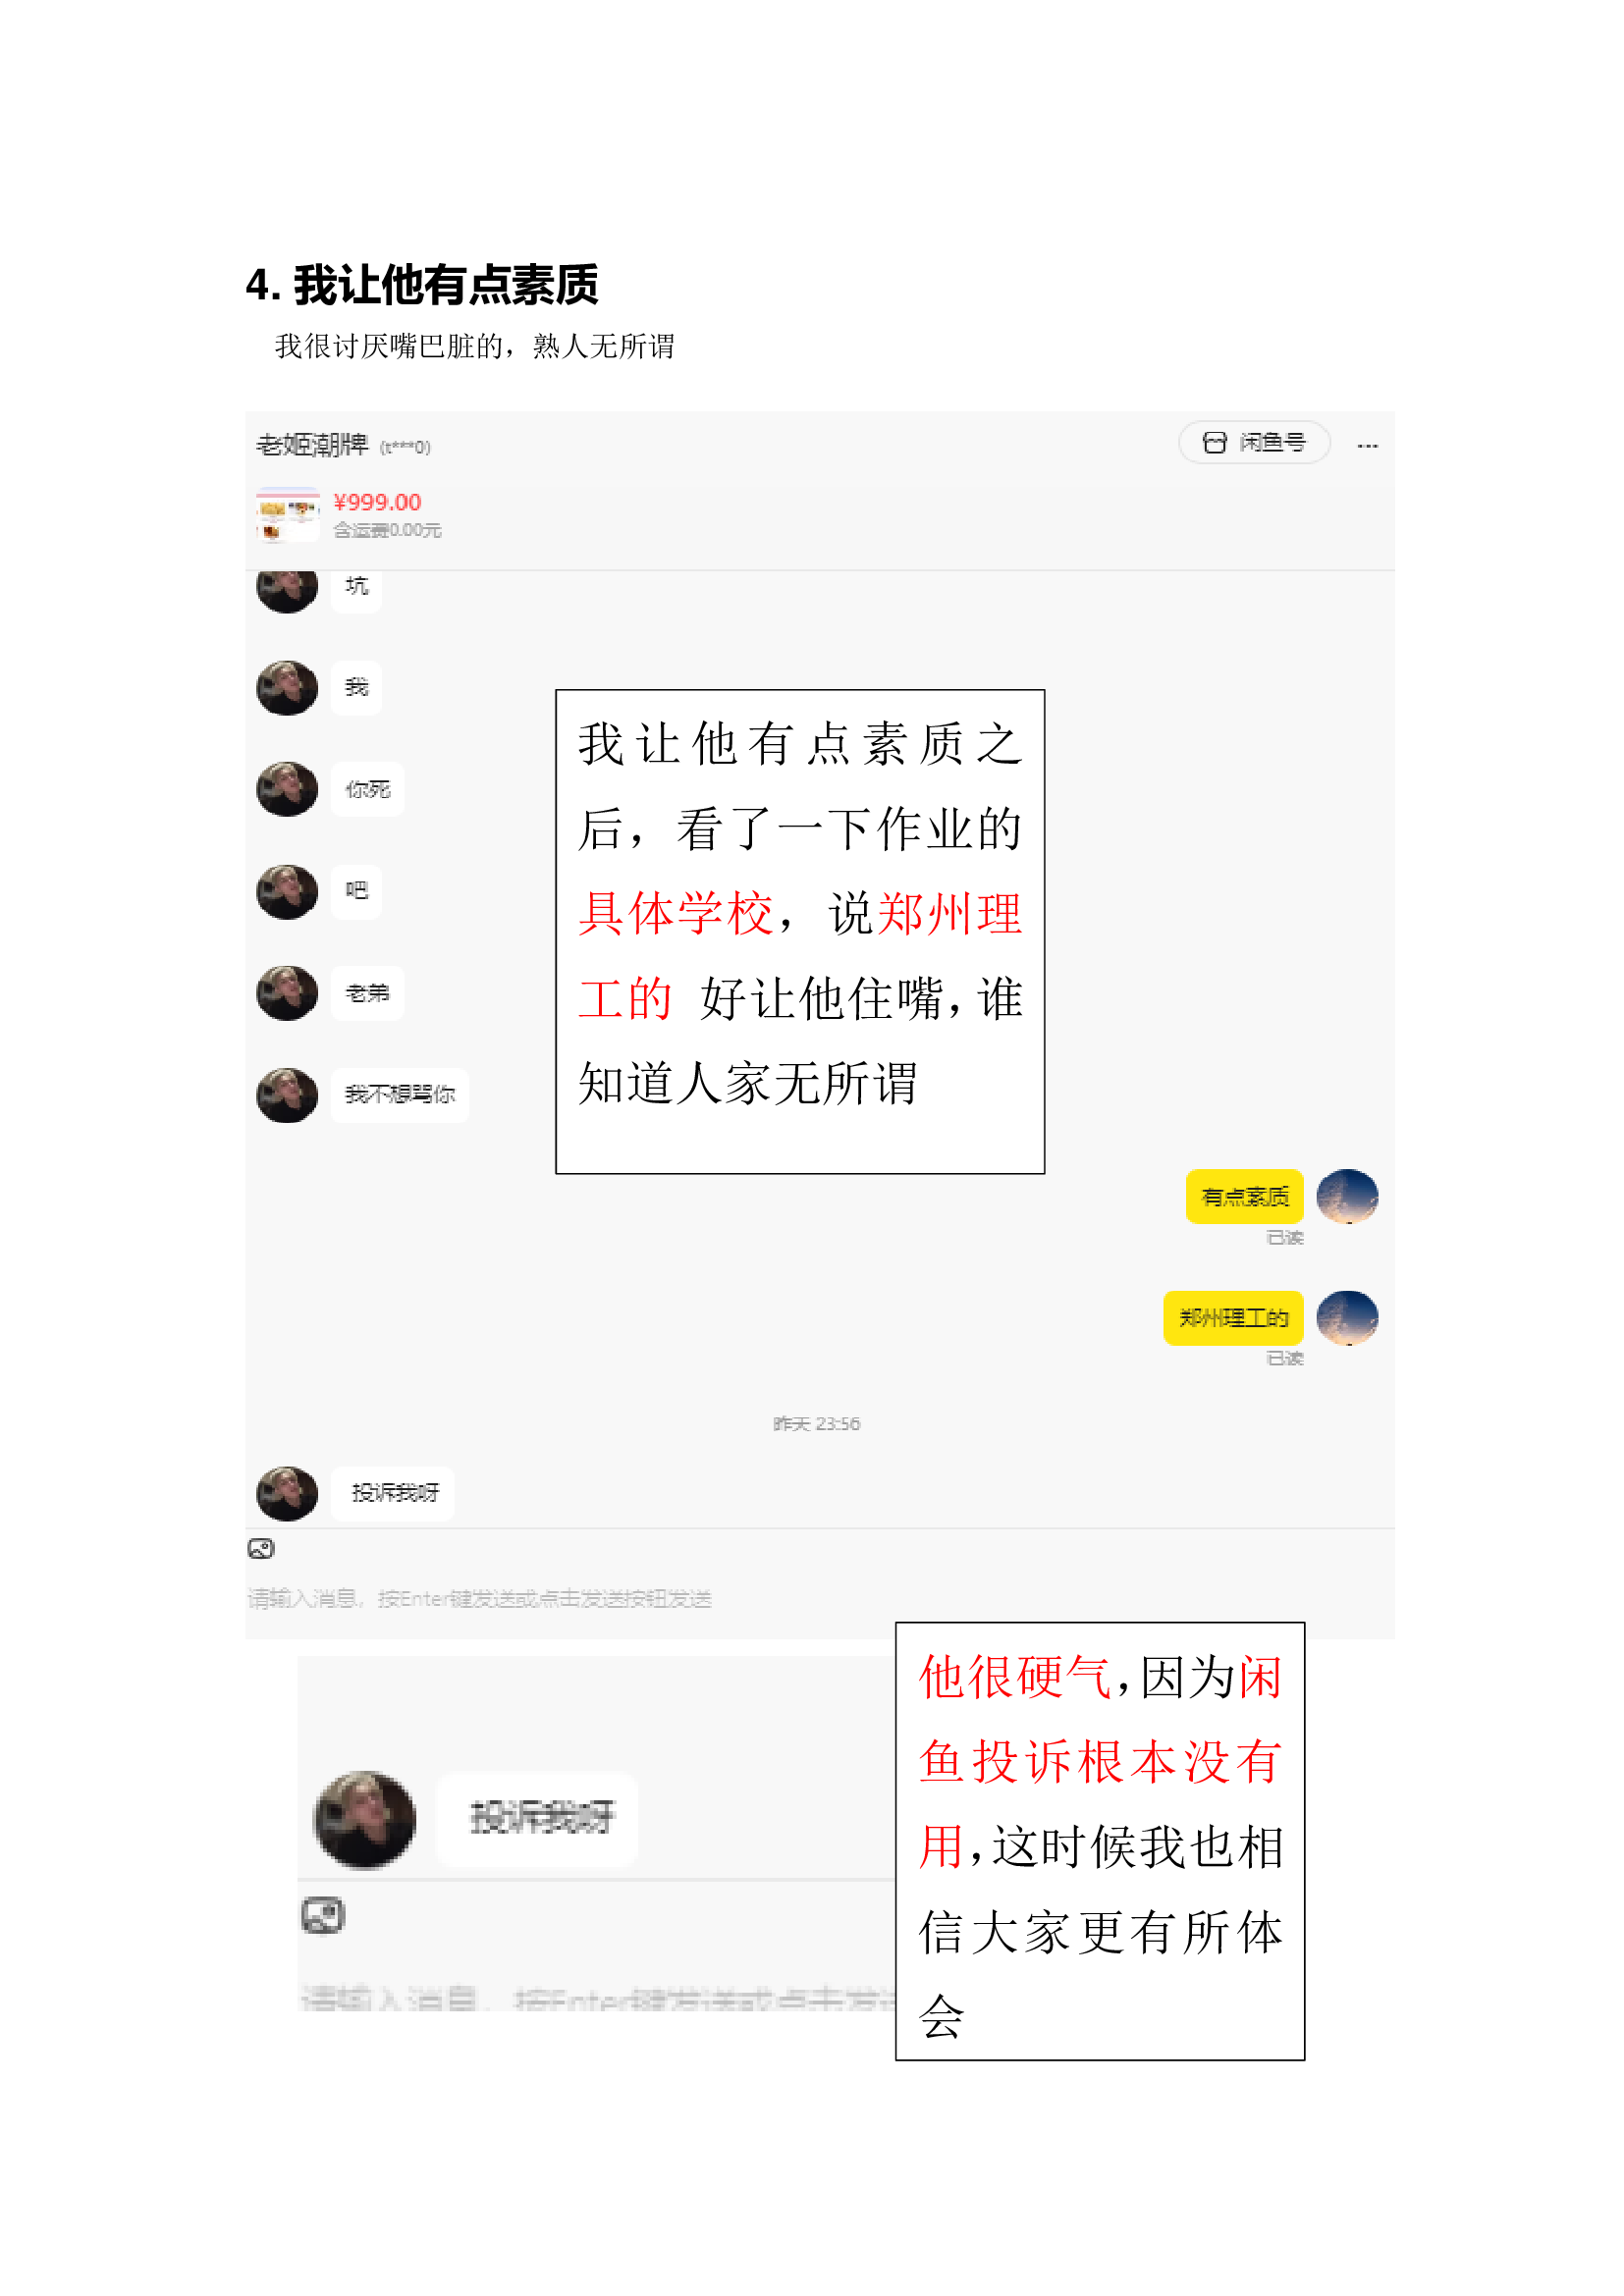 4. 我让他有点素质
我很讨厌嘴巴脏的，熟人无所谓
老姬潮牌 (t***0)
闲鱼号
¥999.00
含运费0.00元
坑
我
你死
吧
老弟
我不想骂你
我让他有点素质之
后，看了一下作业的
具体学校，说郑州理
工的 好让他住嘴，谁
知道人家无所谓
有点素质
已读
郑州理工的
已读
昨天 23:56
投诉我呀
请输入消息，按Enter键发送或点击发送按钮发送
他很硬气，因为闲
鱼投诉根本没有
用，这时候我也相
信大家更有所体
会
投诉我呀
请输入消息，按Enter键发送或点击发送